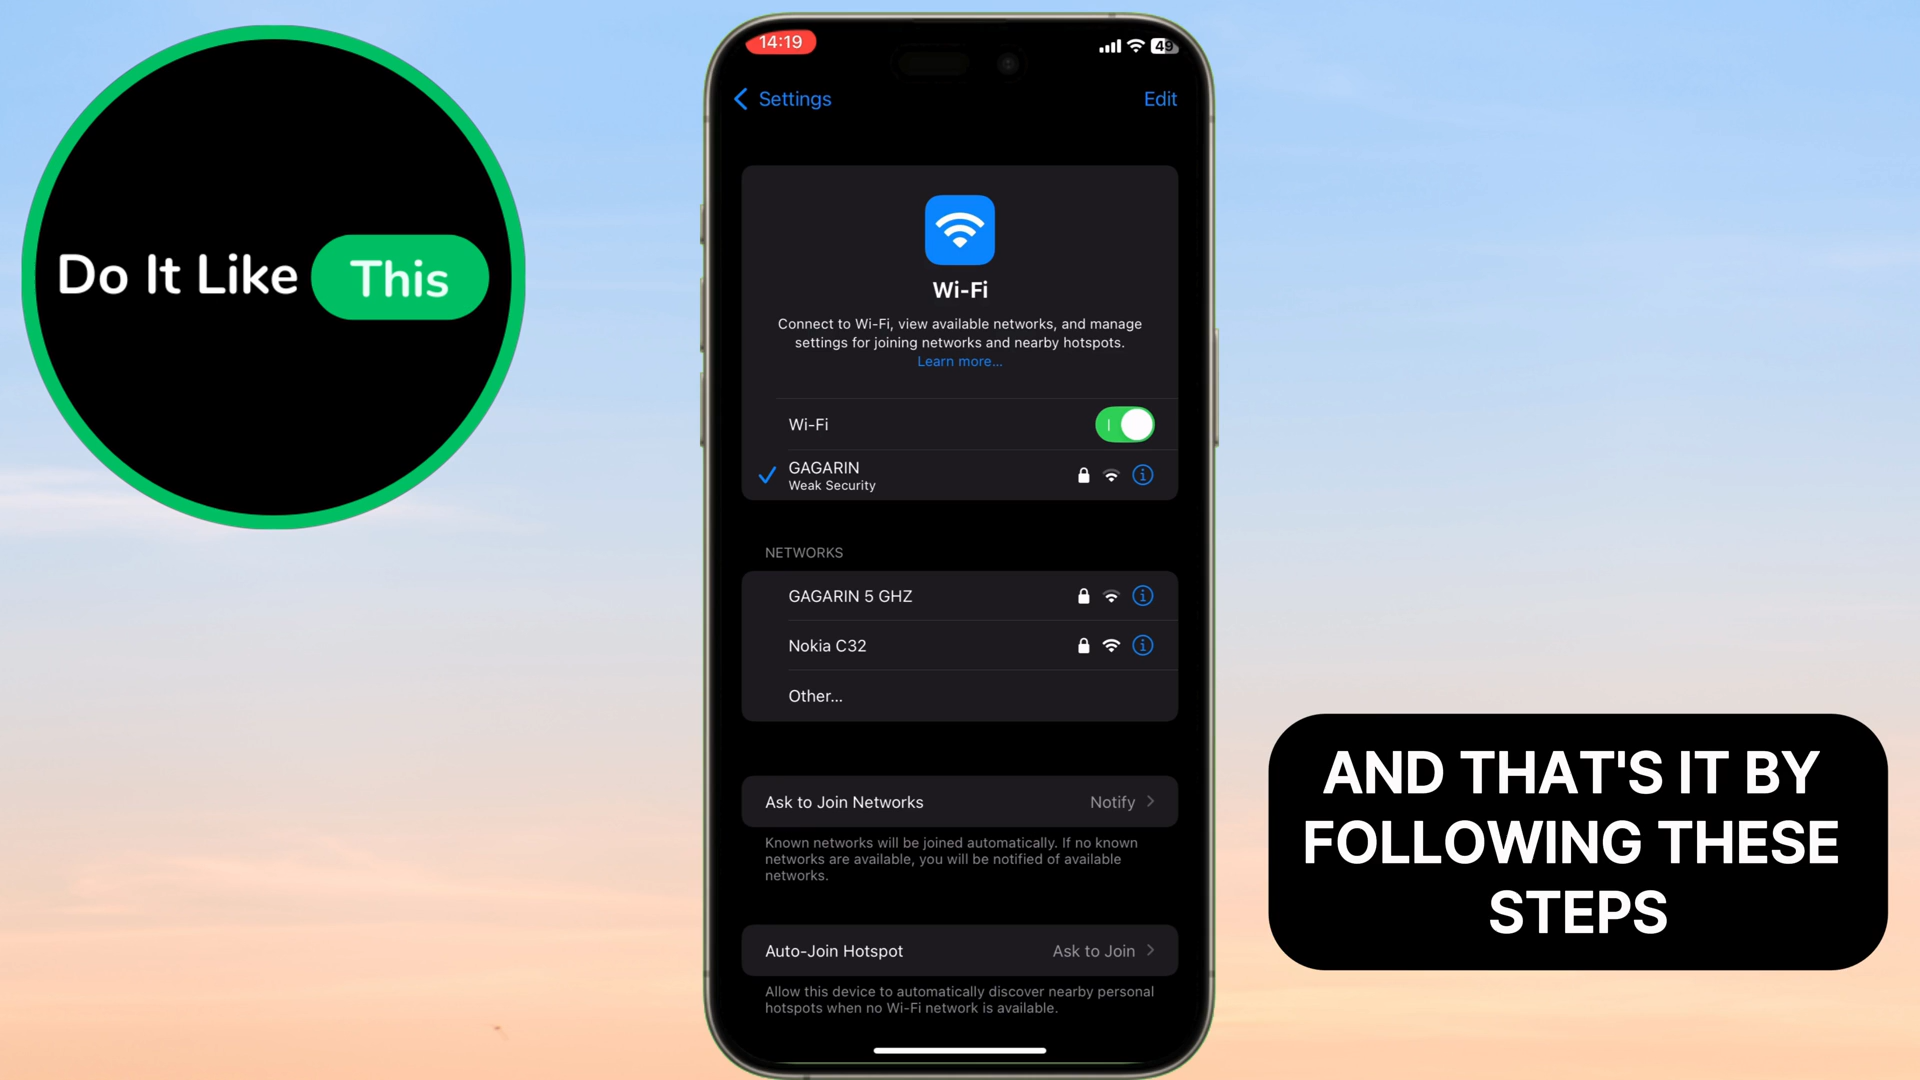 Do It Like This
14:19
49
Settings
Edit
Wi-Fi
Connect to Wi-Fi, view available networks, and manage
settings for joining networks and nearby hotspots.
Learn more...
Wi-Fi
GAGARIN
Weak Security
NETWORKS
GAGARIN 5 GHZ
Nokia C32
Other...
Ask to Join Networks
Notify
Known networks will be joined automatically. If no known
networks are available, you will be notified of available
networks.
Auto-Join Hotspot
Ask to Join
Allow this device to automatically discover nearby personal
hotspots when no Wi-Fi network is available.
AND THAT'S IT BY
FOLLOWING THESE
STEPS